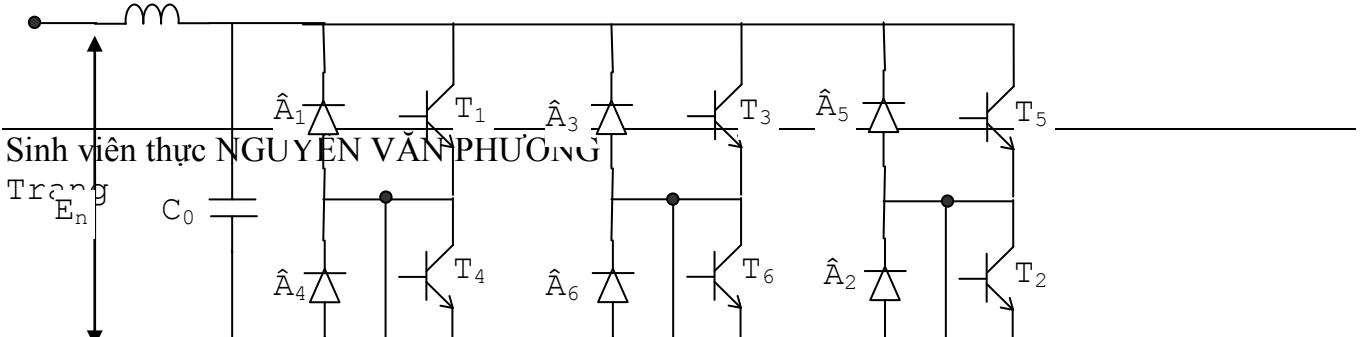 Â₁ T₁ Â₃ T₃ Â₅ T₅
Sinh viên thực NGUYỄN VĂN PHƯƠNG
Trang
Eₙ C₀
Â₄ T₄ Â₆ T₆ Â₂ T₂